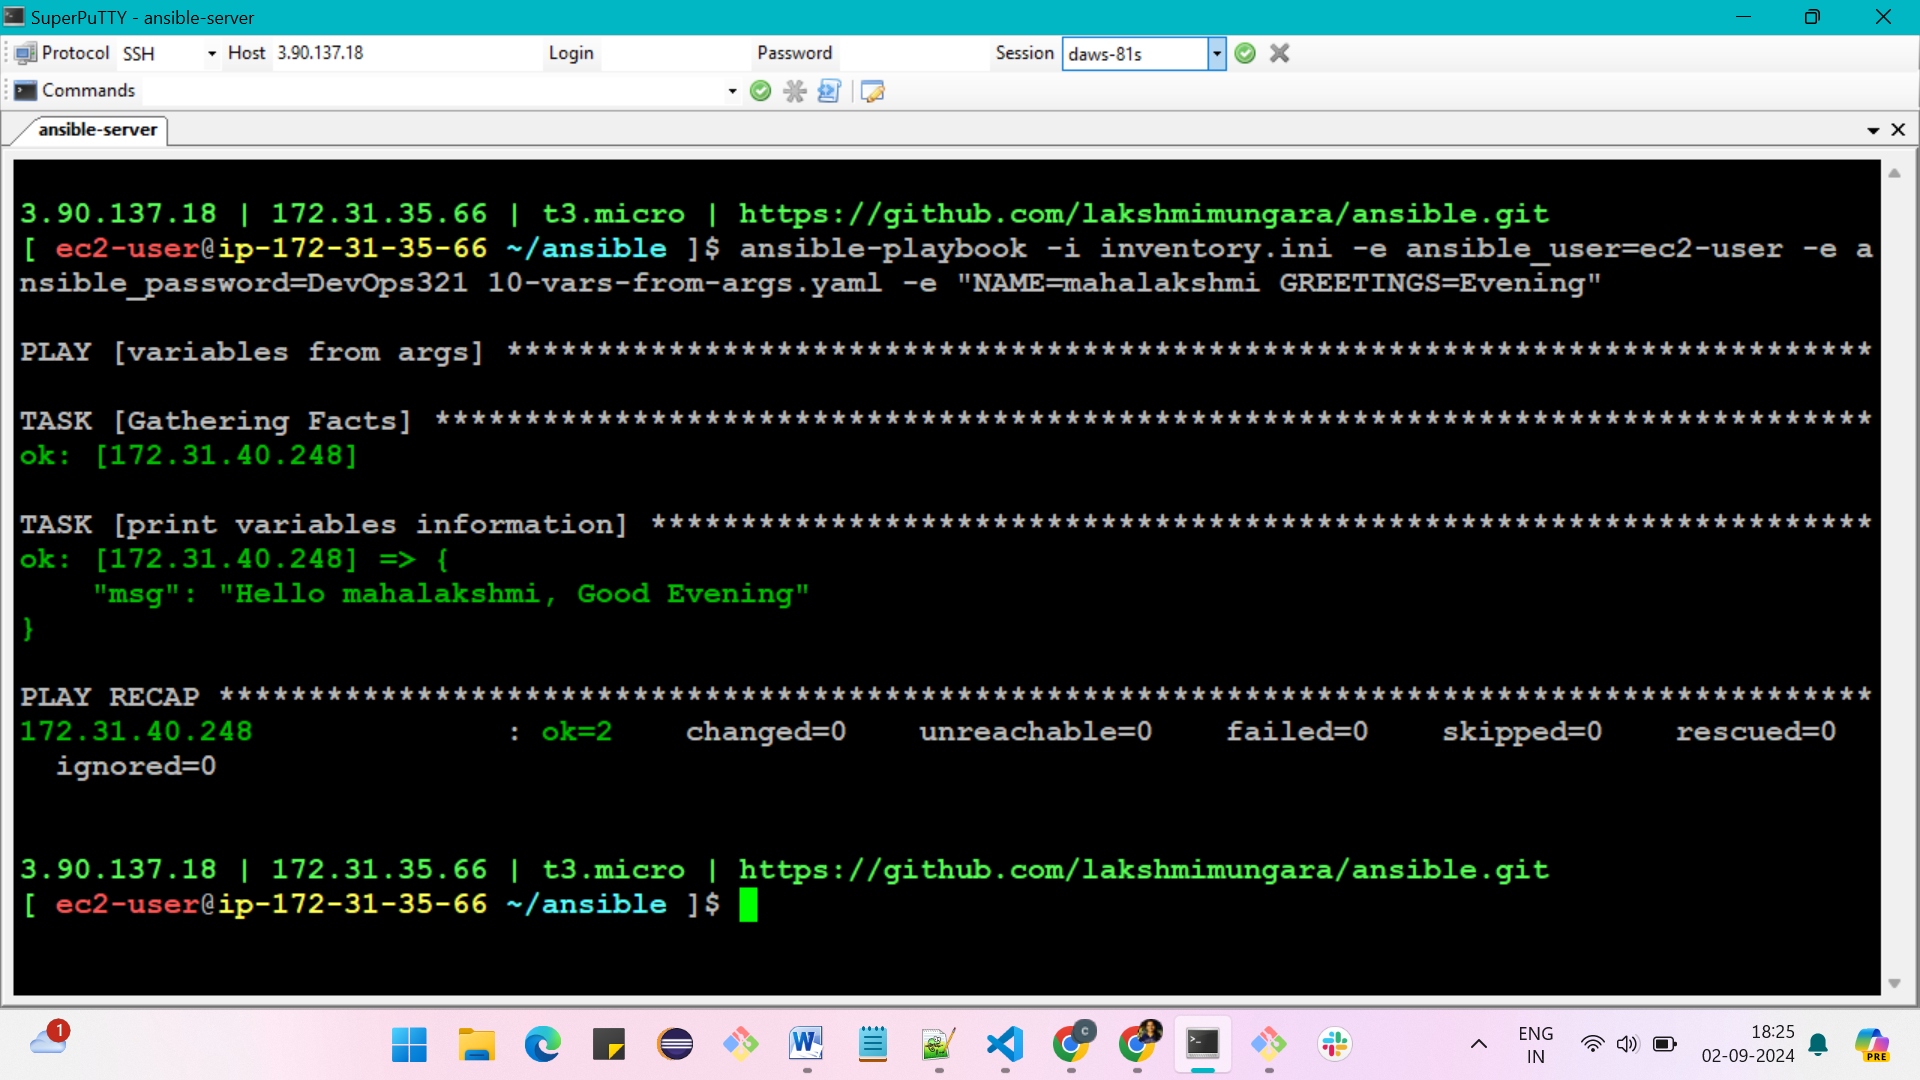 SuperPuTTY - ansible-server
Protocol SSH Host 3.90.137.18 Login Password Session daws-81s
Commands
ansible-server
3.90.137.18 | 172.31.35.66 | t3.micro | https://github.com/lakshmimungara/ansible.git
[ ec2-user@ip-172-31-35-66 ~/ansible ]$ ansible-playbook -i inventory.ini -e ansible_user=ec2-user -e a
nsible_password=DevOps321 10-vars-from-args.yaml -e "NAME=mahalakshmi GREETINGS=Evening"
PLAY [variables from args] ****************************************************************************
TASK [Gathering Facts] ********************************************************************************
ok: [172.31.40.248]
TASK [print variables information] ********************************************************************
ok: [172.31.40.248] => {
    "msg": "Hello mahalakshmi, Good Evening"
}
PLAY RECAP ********************************************************************************************
172.31.40.248              : ok=2    changed=0    unreachable=0    failed=0    skipped=0    rescued=0
  ignored=0
3.90.137.18 | 172.31.35.66 | t3.micro | https://github.com/lakshmimungara/ansible.git
[ ec2-user@ip-172-31-35-66 ~/ansible ]$
1
W
C
ENG
IN
18:25
02-09-2024
PRE